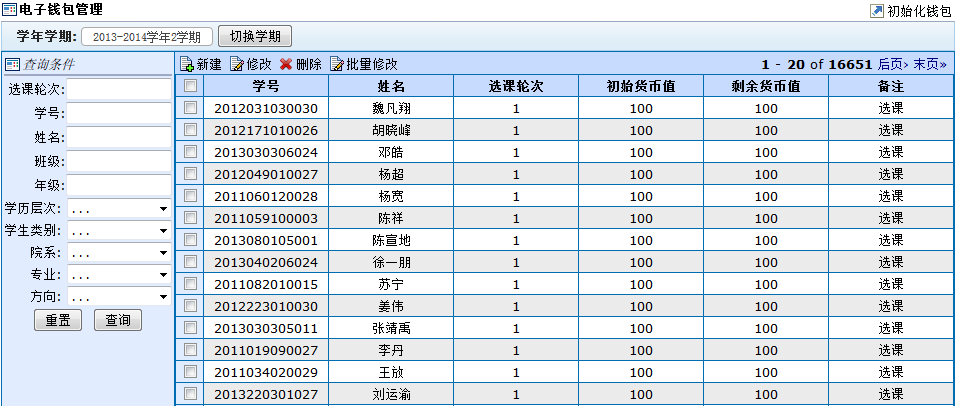 电子钱包管理 初始化钱包
学年学期: 2013-2014学年2学期 切换学期
查询条件
选课轮次:
学号:
姓名:
班级:
年级:
学历层次: ...
学生类别: ...
院系: ...
专业: ...
方向: ...
重置 查询
新建 修改 删除 批量修改 1 - 20 of 16651 后页› 末页»
学号 姓名 选课轮次 初始货币值 剩余货币值 备注
2012031030030 魏凡翔 1 100 100 选课
2012171010026 胡晓峰 1 100 100 选课
2013030306024 邓皓 1 100 100 选课
2012049010027 杨超 1 100 100 选课
2011060120028 杨宽 1 100 100 选课
2011059100003 陈祥 1 100 100 选课
2013080105001 陈宣地 1 100 100 选课
2013040206024 徐一朋 1 100 100 选课
2011082010015 苏宁 1 100 100 选课
2012223010030 姜伟 1 100 100 选课
2013030305011 张靖禹 1 100 100 选课
2011019090027 李丹 1 100 100 选课
2011034020029 王放 1 100 100 选课
2013220301027 刘运渝 1 100 100 选课